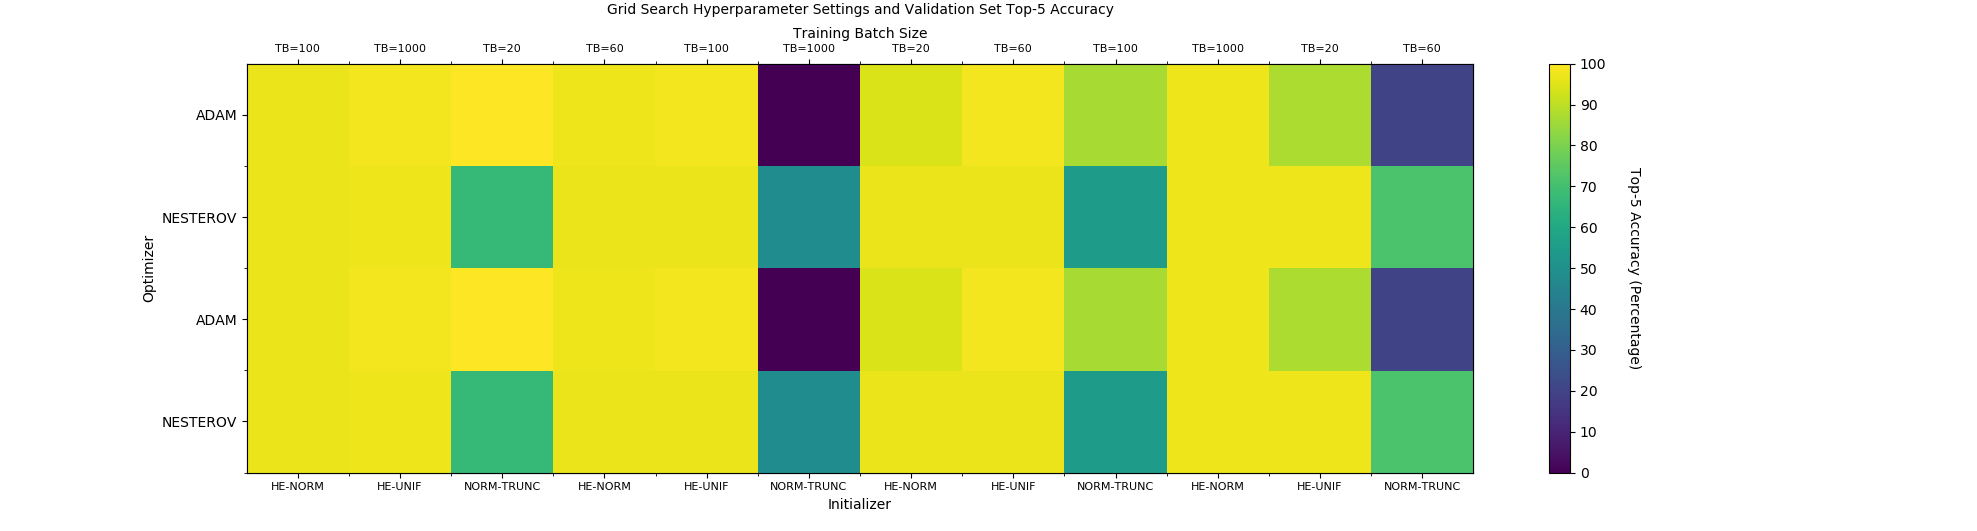 Grid Search Hyperparameter Settings and Validation Set Top-5 Accuracy
Training Batch Size
TB=100 TB=1000 TB=20 TB=60 TB=100 TB=1000 TB=20 TB=60 TB=100 TB=1000 TB=20 TB=60
Optimizer
ADAM
NESTEROV
ADAM
NESTEROV
HE-NORM HE-UNIF NORM-TRUNC HE-NORM HE-UNIF NORM-TRUNC HE-NORM HE-UNIF NORM-TRUNC HE-NORM HE-UNIF NORM-TRUNC
Initializer
100
90
80
70
60
50
40
30
20
10
0
Top-5 Accuracy (Percentage)